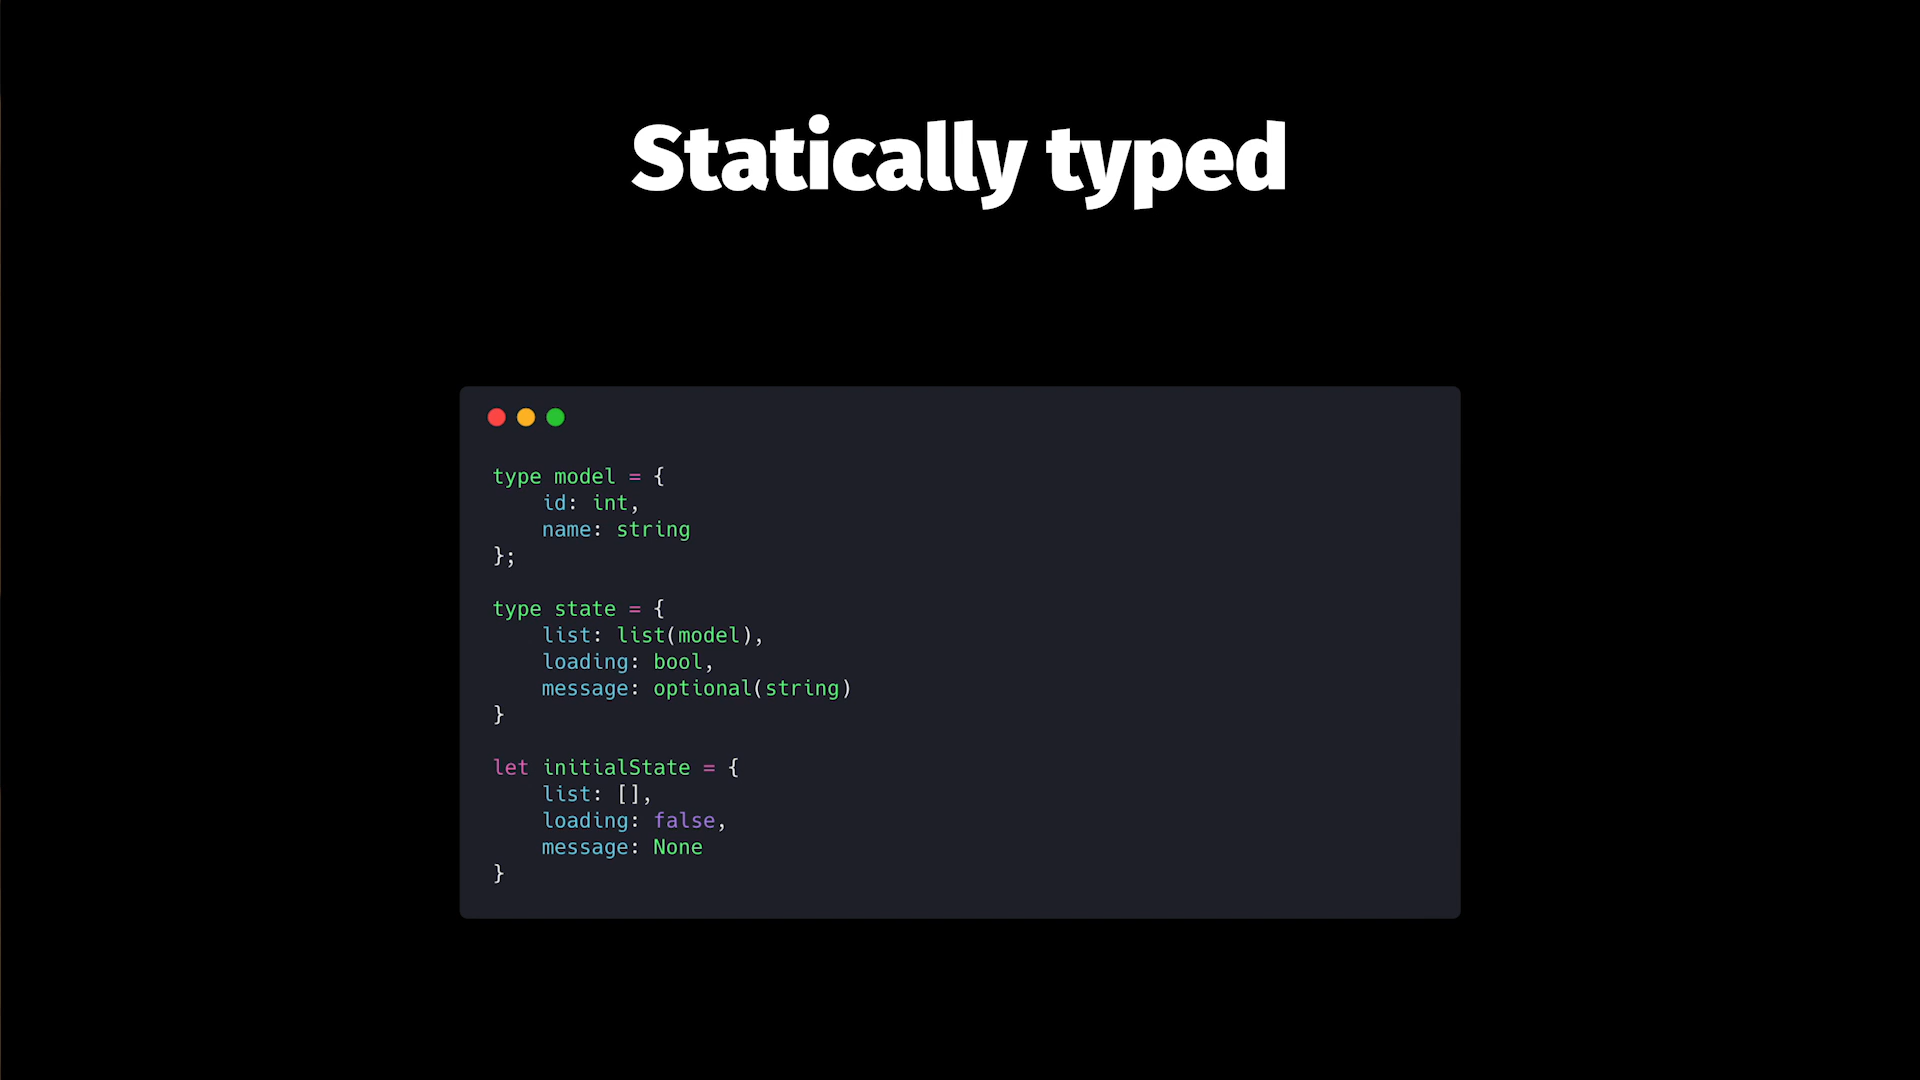 Statically typed
type model = {
    id: int,
    name: string
};
type state = {
    list: list(model),
    loading: bool,
    message: optional(string)
}
let initialState = {
    list: [],
    loading: false,
    message: None
}